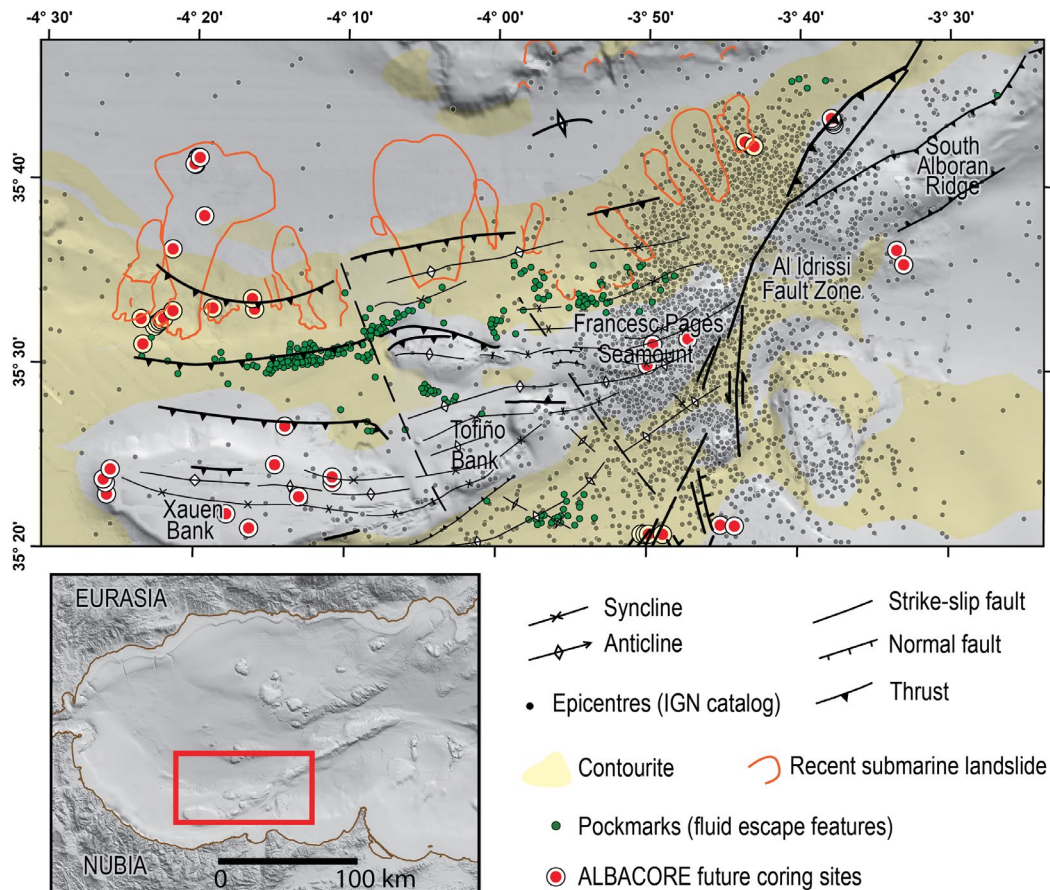 -4° 30'
-4° 20'
-4° 10'
-4° 00'
-3° 50'
-3° 40'
-3° 30'
35° 40'
35° 30'
35° 20'
South
Alboran
Ridge
Al Idrissi
Fault Zone
Francesc Pages
Seamount
Tofiño
Bank
Xauen
Bank
EURASIA
NUBIA
0 100 km
Syncline
Anticline
Epicentres (IGN catalog)
Strike-slip fault
Normal fault
Thrust
Contourite
Recent submarine landslide
Pockmarks (fluid escape features)
ALBACORE future coring sites